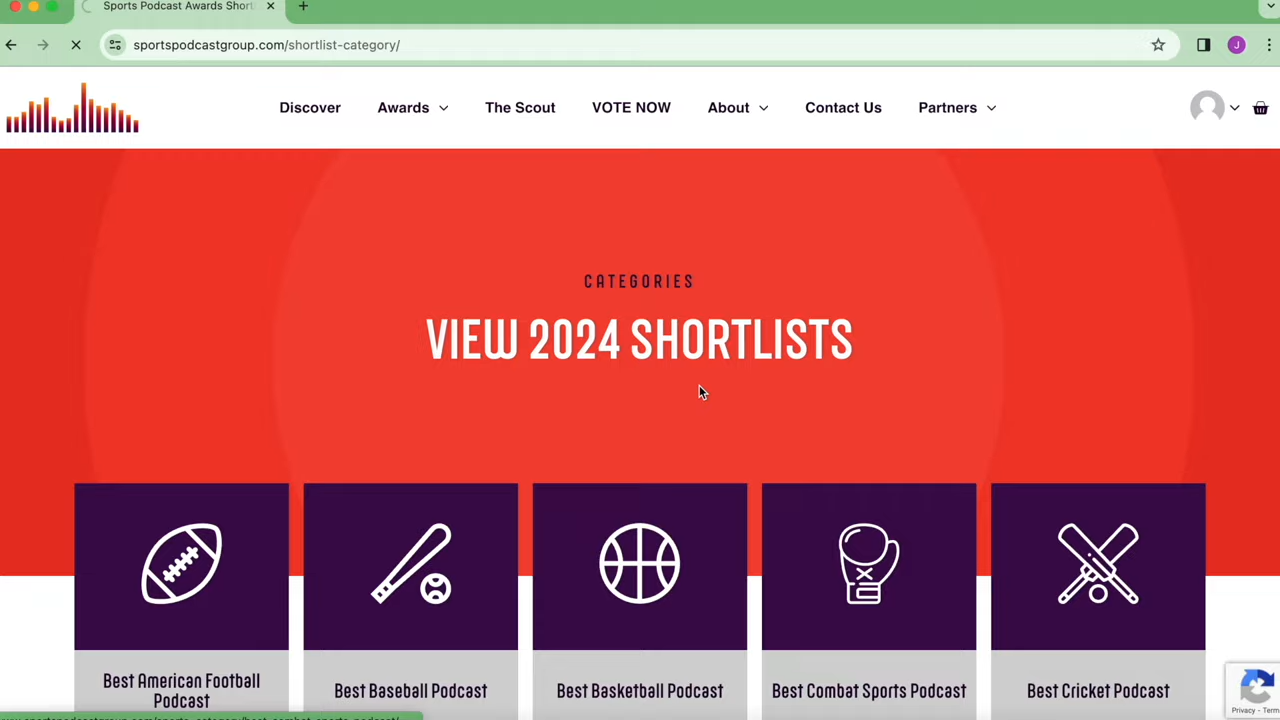 Sports Podcast Awards Short
sportspodcastgroup.com/shortlist-category/
J
Discover Awards The Scout VOTE NOW About Contact Us Partners
CATEGORIES
VIEW 2024 SHORTLISTS
Best American Football
Podcast
Best Baseball Podcast
Best Basketball Podcast
Best Combat Sports Podcast
Best Cricket Podcast
Privacy - Term